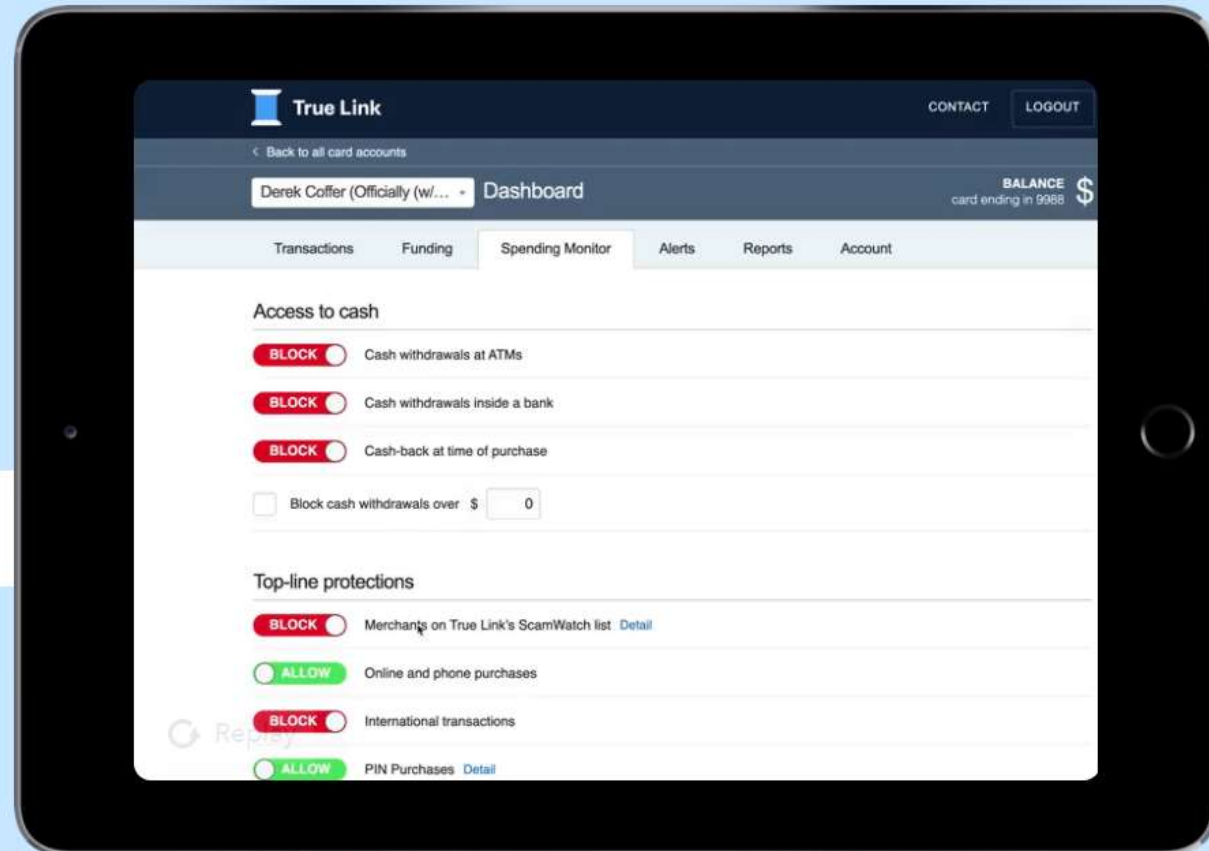 True Link
CONTACT LOGOUT
< Back to all card accounts
Derek Coffer (Officially (w/... Dashboard
BALANCE
card ending in 9988 $
Transactions Funding Spending Monitor Alerts Reports Account
Access to cash
BLOCK Cash withdrawals at ATMs
BLOCK Cash withdrawals inside a bank
BLOCK Cash-back at time of purchase
Block cash withdrawals over $ 0
Top-line protections
BLOCK Merchants on True Link's ScamWatch list Detail
ALLOW Online and phone purchases
BLOCK International transactions
Replay
ALLOW PIN Purchases Detail